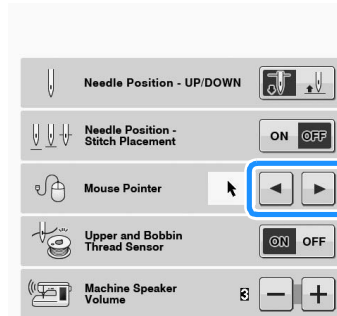 Needle Position - UP/DOWN
Needle Position -
Stitch Placement
ON OFF
Mouse Pointer
Upper and Bobbin
Thread Sensor
ON OFF
Machine Speaker
Volume
3